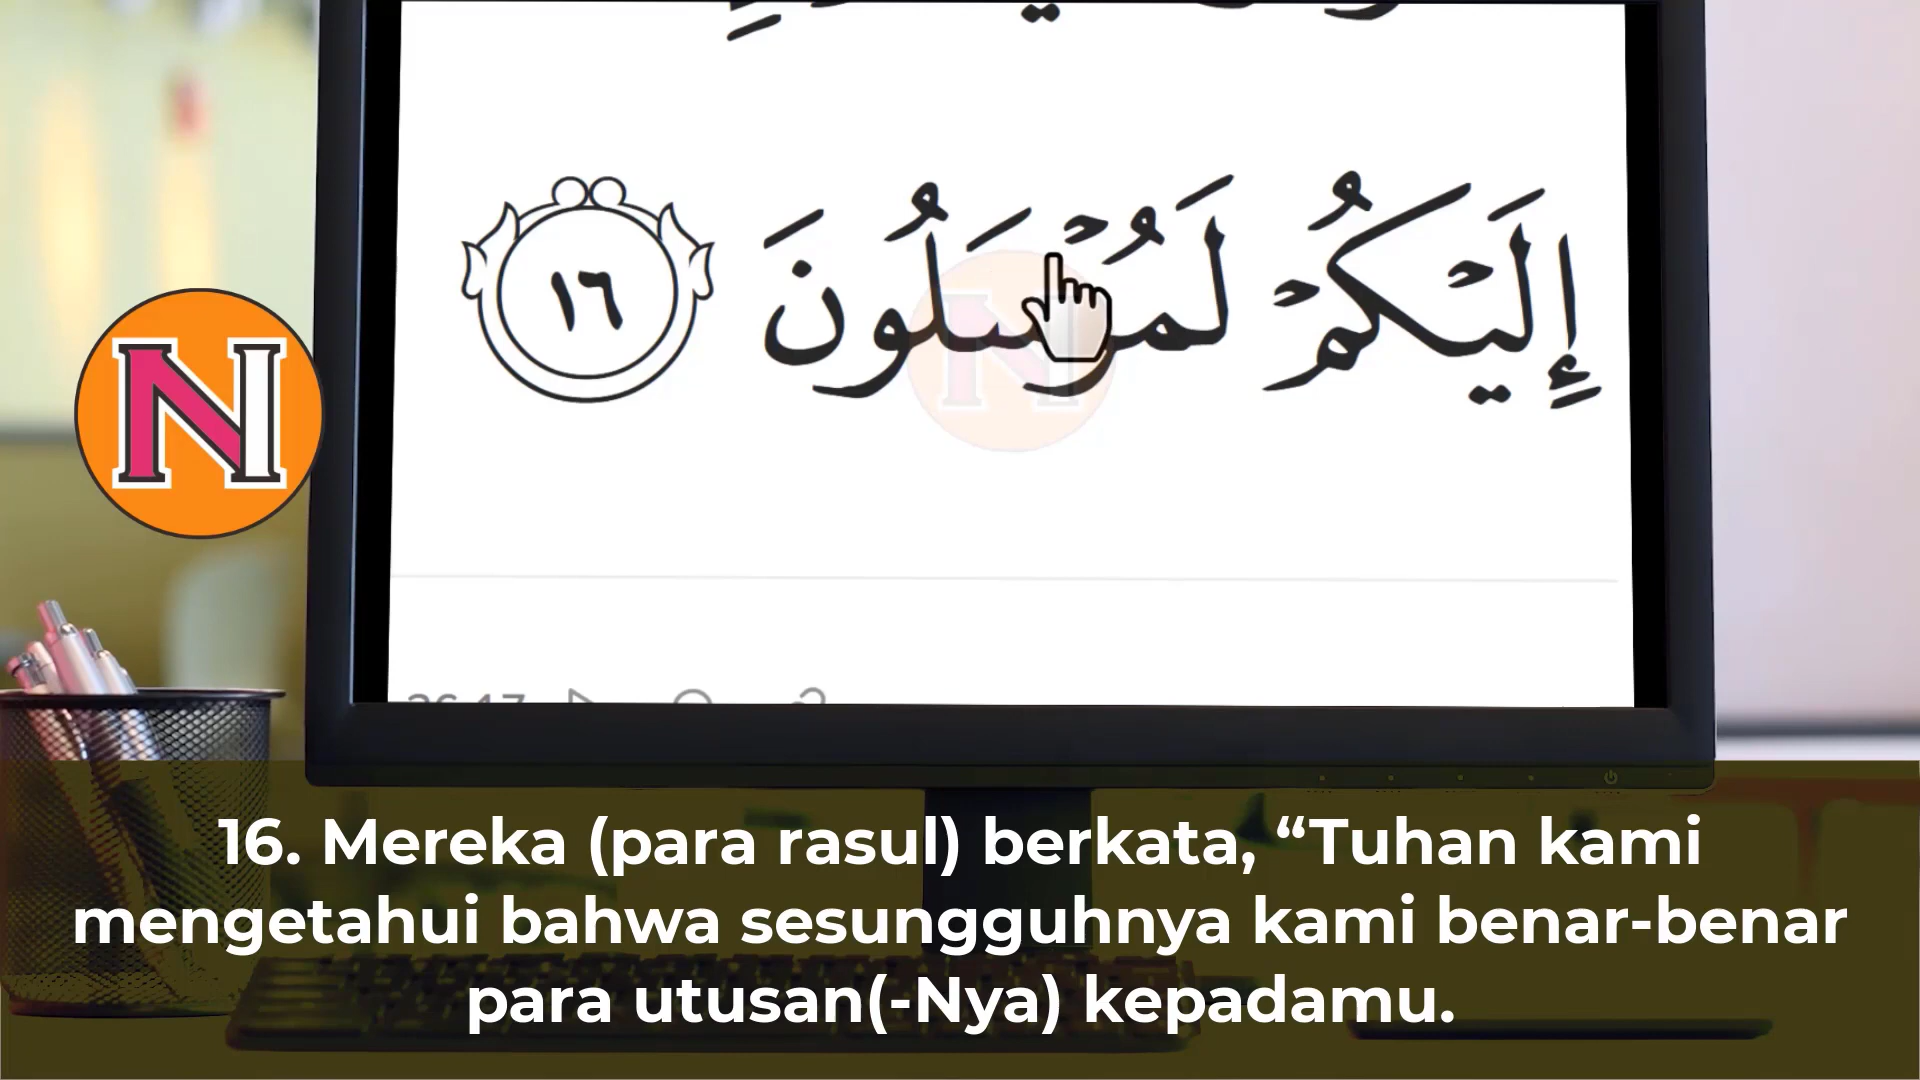 إِلَيْكُمْ لَمُرْسَلُونَ ١٦
N
16. Mereka (para rasul) berkata, “Tuhan kami
mengetahui bahwa sesungguhnya kami benar-benar
para utusan(-Nya) kepadamu.